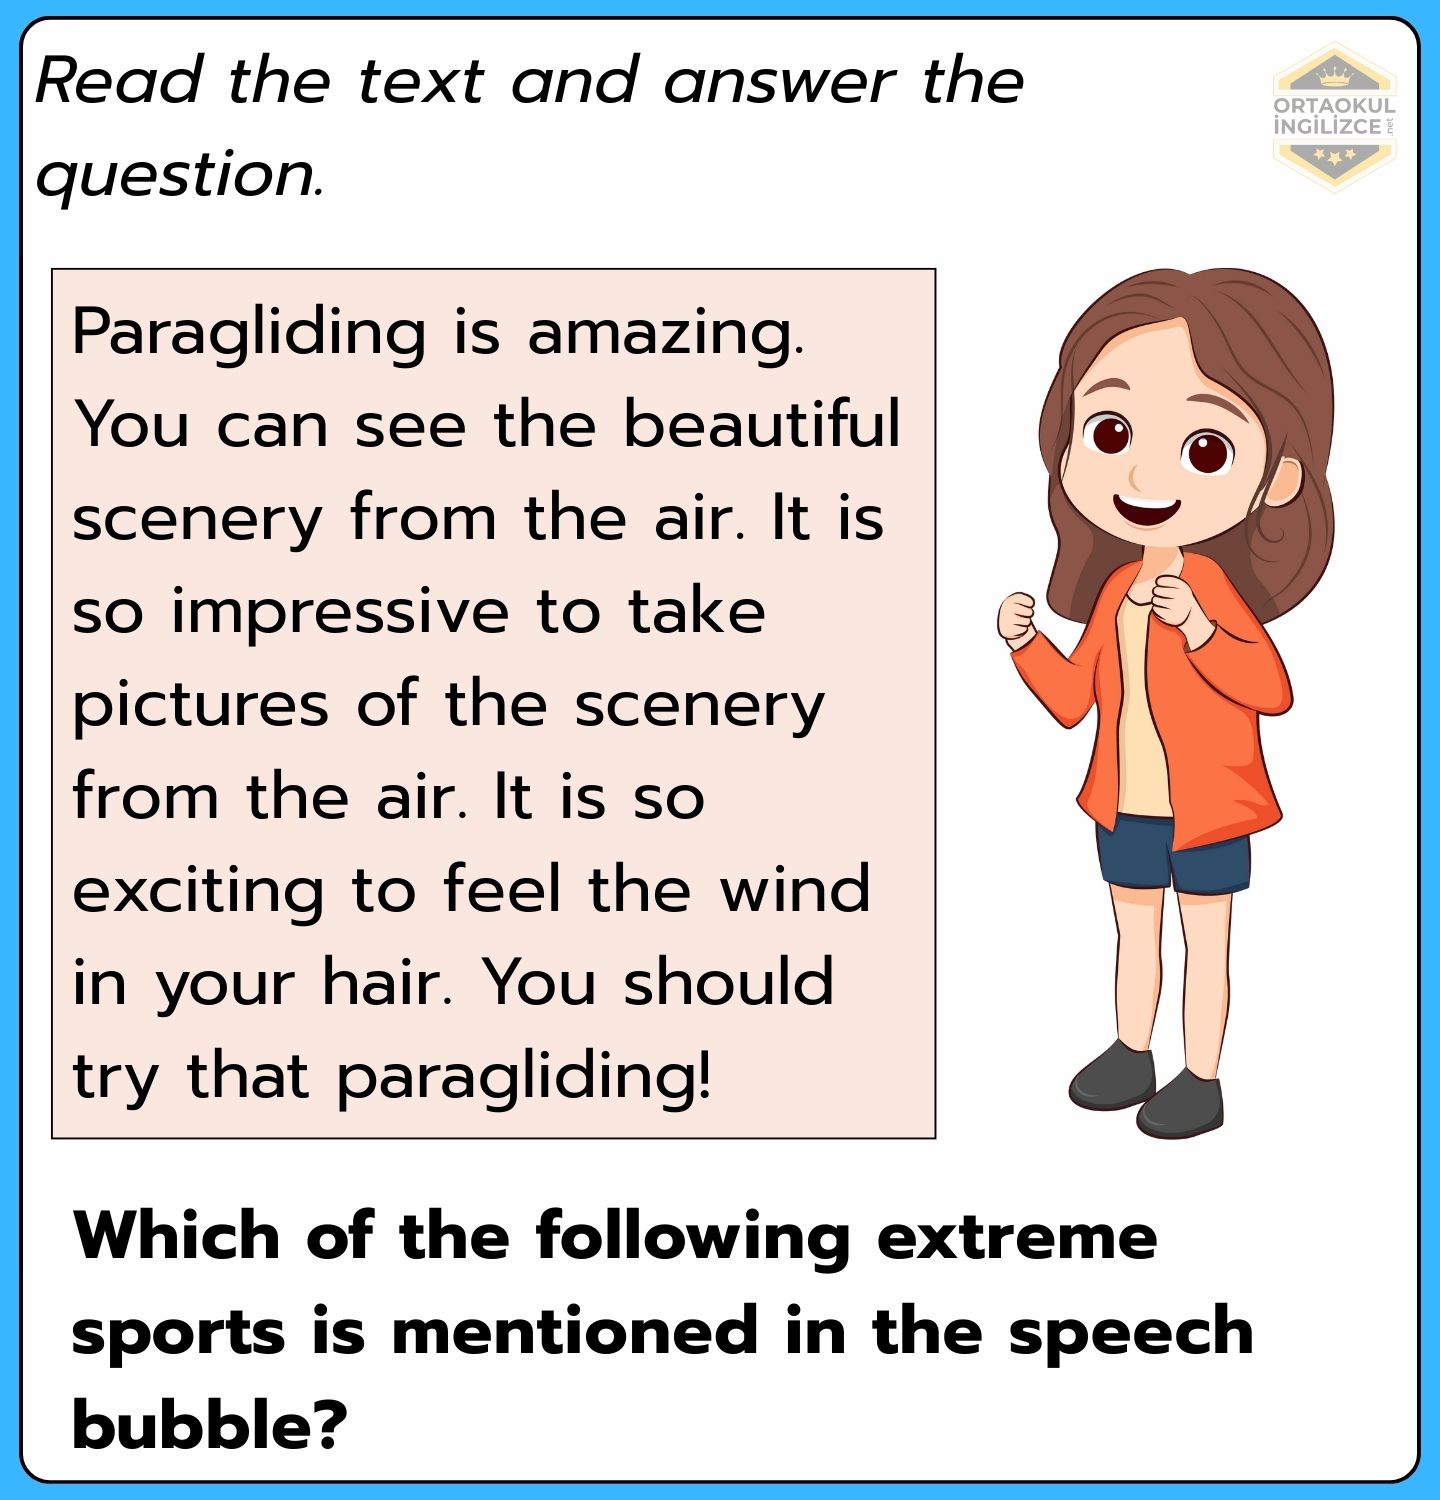 Read the text and answer the
question.
ORTAOKUL
İNGİLİZCE
.net
Paragliding is amazing.
You can see the beautiful
scenery from the air. It is
so impressive to take
pictures of the scenery
from the air. It is so
exciting to feel the wind
in your hair. You should
try that paragliding!
Which of the following extreme
sports is mentioned in the speech
bubble?